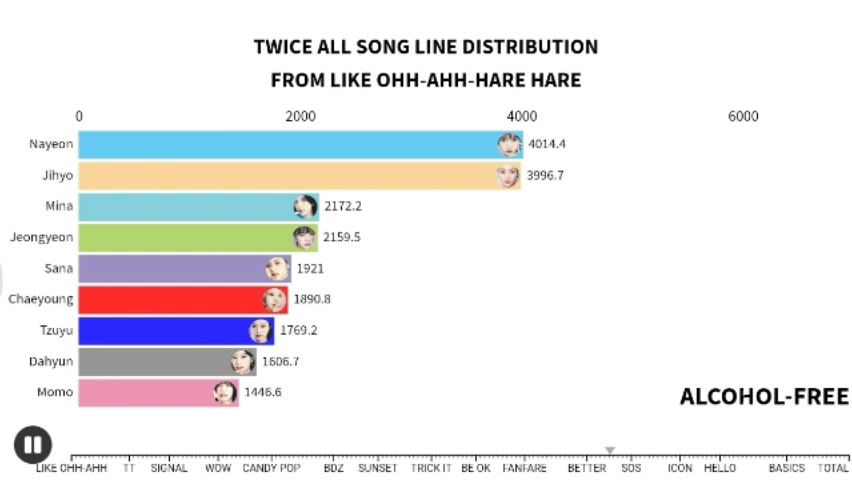 TWICE ALL SONG LINE DISTRIBUTION
FROM LIKE OHH-AHH-HARE HARE
0 2000 4000 6000
Nayeon 4014.4
Jihyo 3996.7
Mina 2172.2
Jeongyeon 2159.5
Sana 1921
Chaeyoung 1890.8
Tzuyu 1769.2
Dahyun 1606.7
Momo 1446.6
ALCOHOL-FREE
LIKE OHH-AHH TT SIGNAL WOW CANDY POP BDZ SUNSET TRICK IT BE OK FANFARE BETTER SOS ICON HELLO BASICS TOTAL